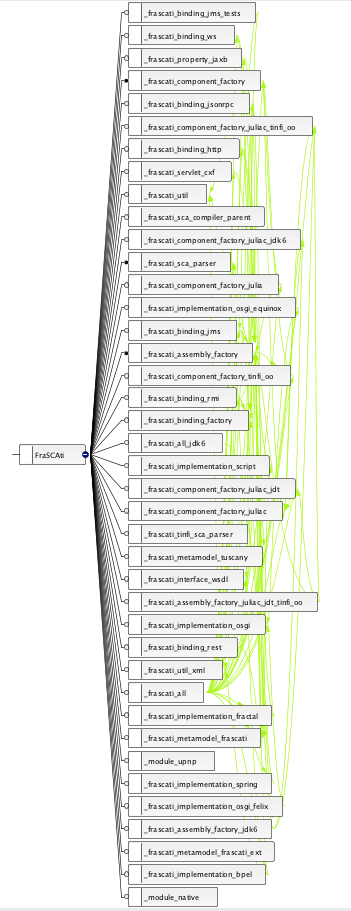 _frascati_binding_jms_tests
_frascati_binding_ws
_frascati_property_jaxb
_frascati_component_factory
_frascati_binding_jsonrpc
_frascati_component_factory_juliac_tinfi_oo
_frascati_binding_http
_frascati_servlet_cxf
_frascati_util
_frascati_sca_compiler_parent
_frascati_component_factory_juliac_jdk6
_frascati_sca_parser
_frascati_component_factory_julia
_frascati_implementation_osgi_equinox
_frascati_binding_jms
_frascati_assembly_factory
_frascati_component_factory_tinfi_oo
_frascati_binding_rmi
_frascati_binding_factory
_frascati_all_jdk6
FraSCAti
_frascati_implementation_script
_frascati_component_factory_juliac_jdt
_frascati_component_factory_juliac
_frascati_tinfi_sca_parser
_frascati_metamodel_tuscany
_frascati_interface_wsdl
_frascati_assembly_factory_juliac_jdt_tinfi_oo
_frascati_implementation_osgi
_frascati_binding_rest
_frascati_util_xml
_frascati_all
_frascati_implementation_fractal
_frascati_metamodel_frascati
_module_upnp
_frascati_implementation_spring
_frascati_implementation_osgi_felix
_frascati_assembly_factory_jdk6
_frascati_metamodel_frascati_ext
_frascati_implementation_bpel
_module_native